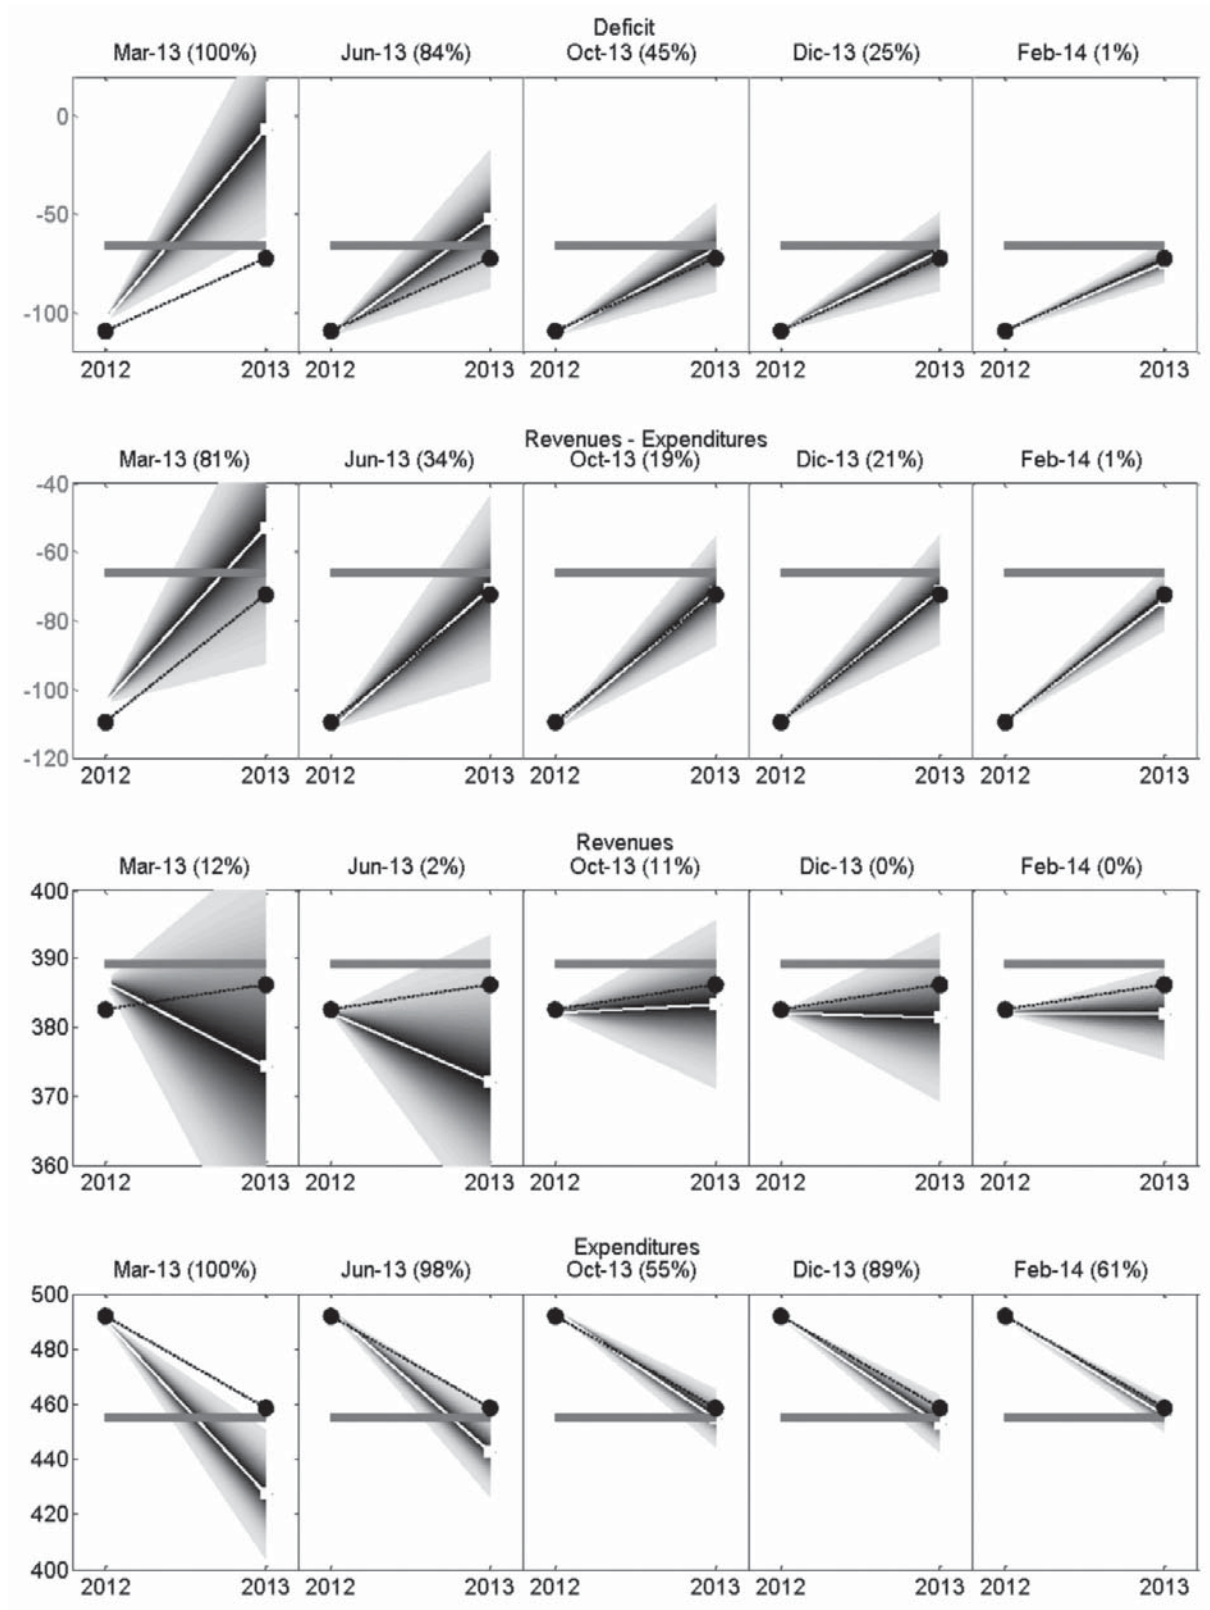 Deficit
Mar-13 (100%) Jun-13 (84%) Oct-13 (45%) Dic-13 (25%) Feb-14 (1%)
0
-50
-100
2012 2013 2012 2013 2012 2013 2012 2013 2012 2013
Revenues - Expenditures
Mar-13 (81%) Jun-13 (34%) Oct-13 (19%) Dic-13 (21%) Feb-14 (1%)
-40
-60
-80
-100
-120
2012 2013 2012 2013 2012 2013 2012 2013 2012 2013
Revenues
Mar-13 (12%) Jun-13 (2%) Oct-13 (11%) Dic-13 (0%) Feb-14 (0%)
400
390
380
370
360
2012 2013 2012 2013 2012 2013 2012 2013 2012 2013
Expenditures
Mar-13 (100%) Jun-13 (98%) Oct-13 (55%) Dic-13 (89%) Feb-14 (61%)
500
480
460
440
420
400
2012 2013 2012 2013 2012 2013 2012 2013 2012 2013